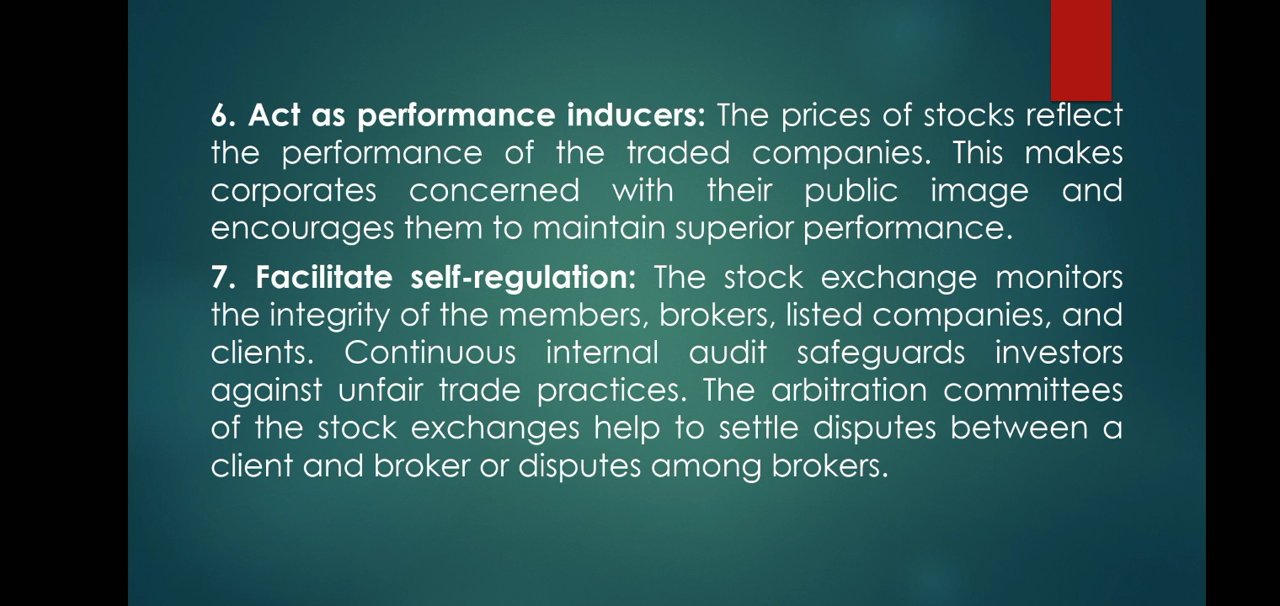 6. Act as performance inducers: The prices of stocks reflect
the performance of the traded companies. This makes
corporates concerned with their public image and
encourages them to maintain superior performance.
7. Facilitate self-regulation: The stock exchange monitors
the integrity of the members, brokers, listed companies, and
clients. Continuous internal audit safeguards investors
against unfair trade practices. The arbitration committees
of the stock exchanges help to settle disputes between a
client and broker or disputes among brokers.